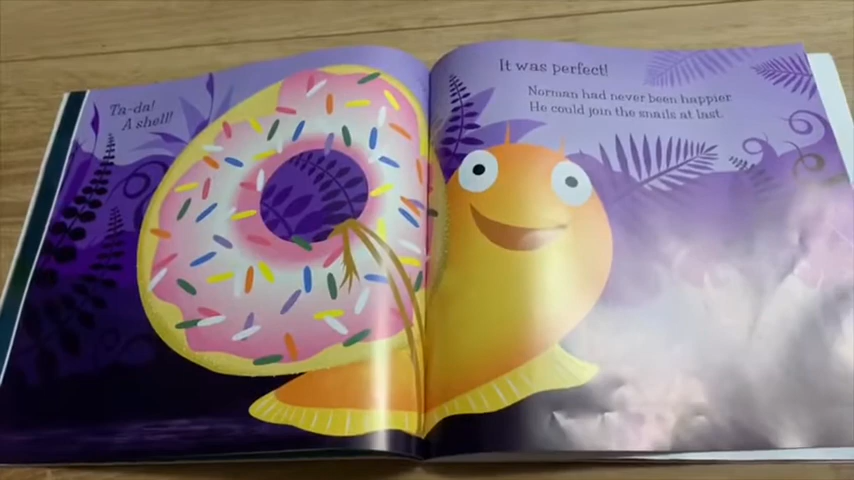 Ta-da!
A shell!
It was perfect!
Norman had never been happier.
He could join the snails at last.